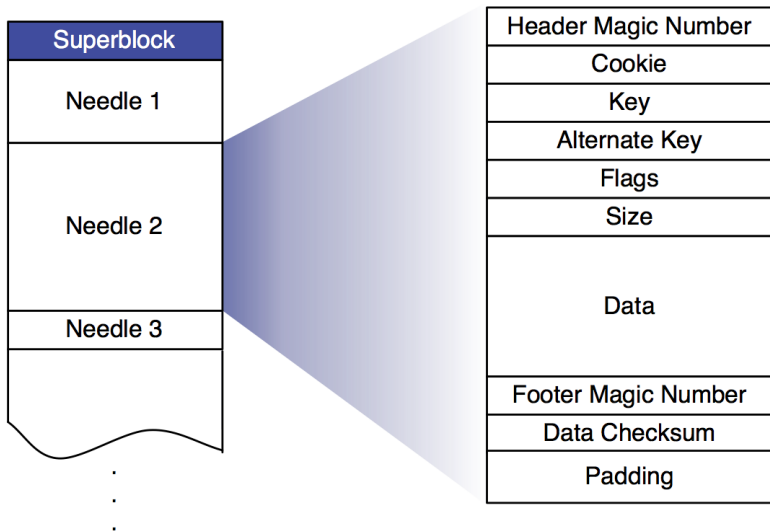 Superblock
Needle 1
Needle 2
Needle 3
.
.
.
Header Magic Number
Cookie
Key
Alternate Key
Flags
Size
Data
Footer Magic Number
Data Checksum
Padding